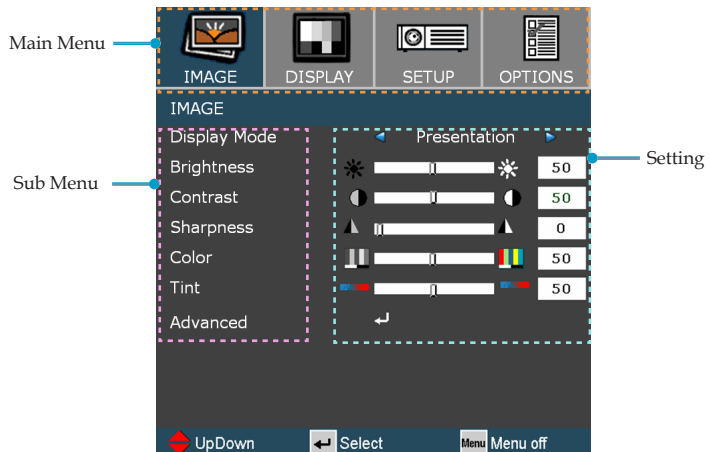 Main Menu
IMAGE DISPLAY SETUP OPTIONS
IMAGE
Display Mode Presentation
Brightness 50
Setting
Sub Menu
Contrast 50
Sharpness 0
Color 50
Tint 50
Advanced
UpDown Select Menu Menu off